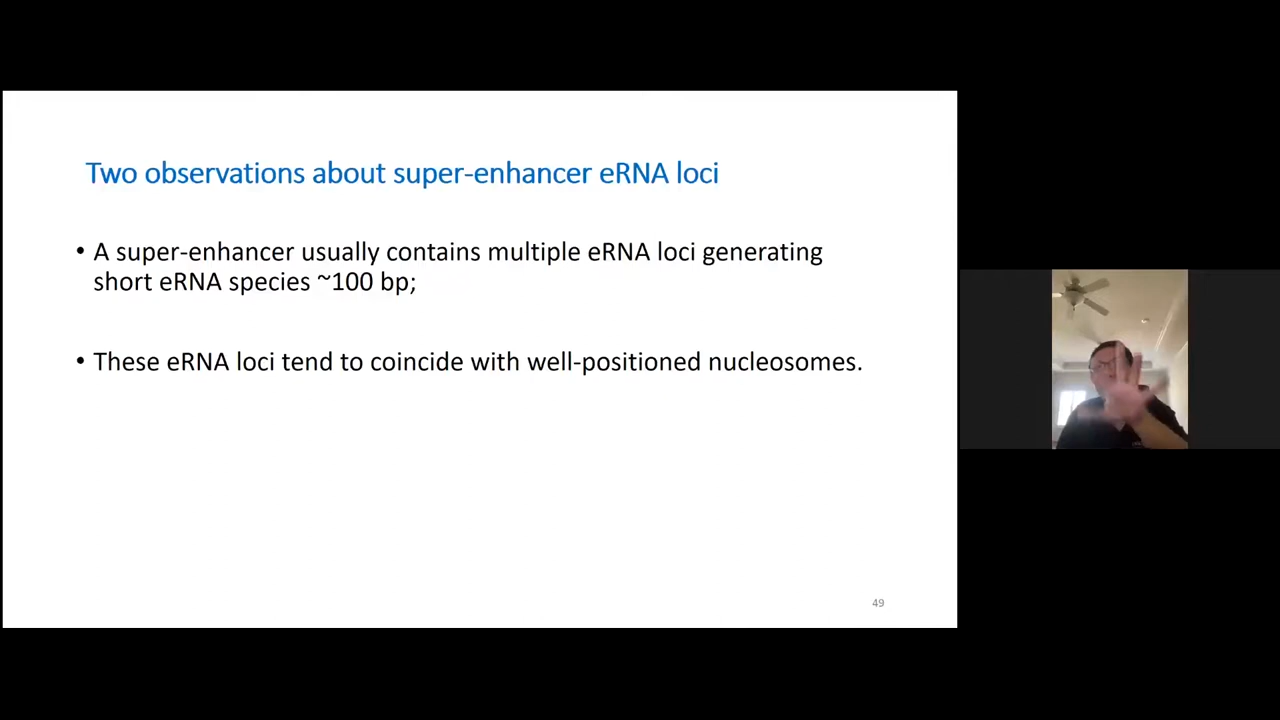 Two observations about super-enhancer eRNA loci
• A super-enhancer usually contains multiple eRNA loci generating
short eRNA species ~100 bp;
• These eRNA loci tend to coincide with well-positioned nucleosomes.
49